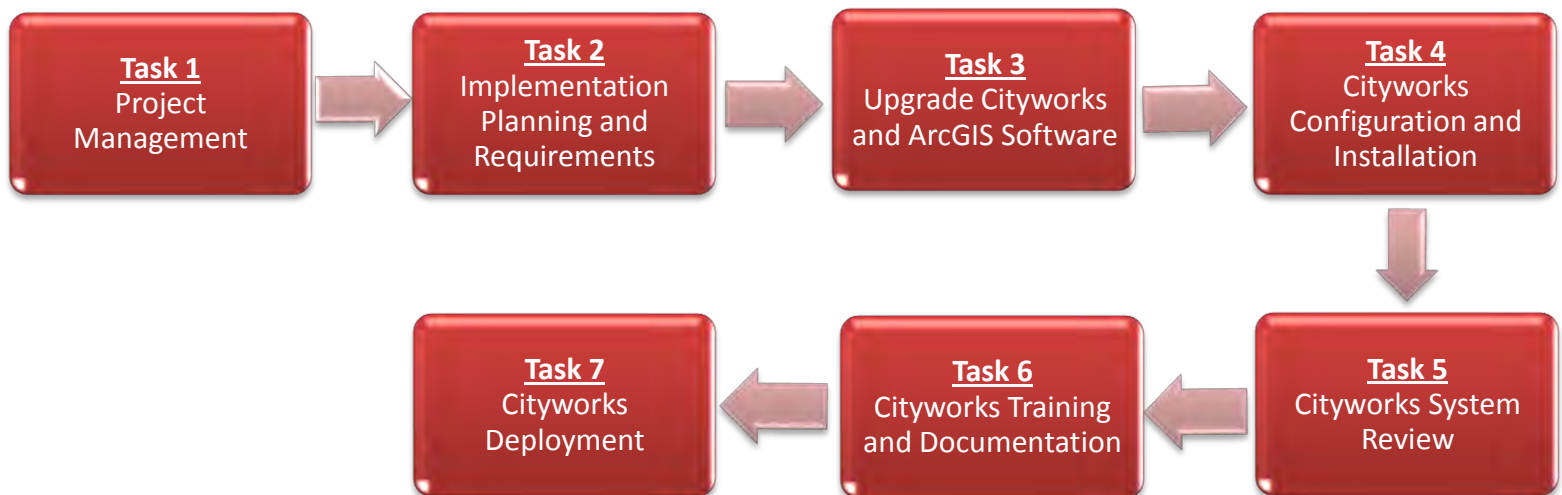 Task 1
Project
Management
Task 2
Implementation
Planning and
Requirements
Task 3
Upgrade Cityworks
and ArcGIS Software
Task 4
Cityworks
Configuration and
Installation
Task 5
Cityworks System
Review
Task 6
Cityworks Training
and Documentation
Task 7
Cityworks
Deployment